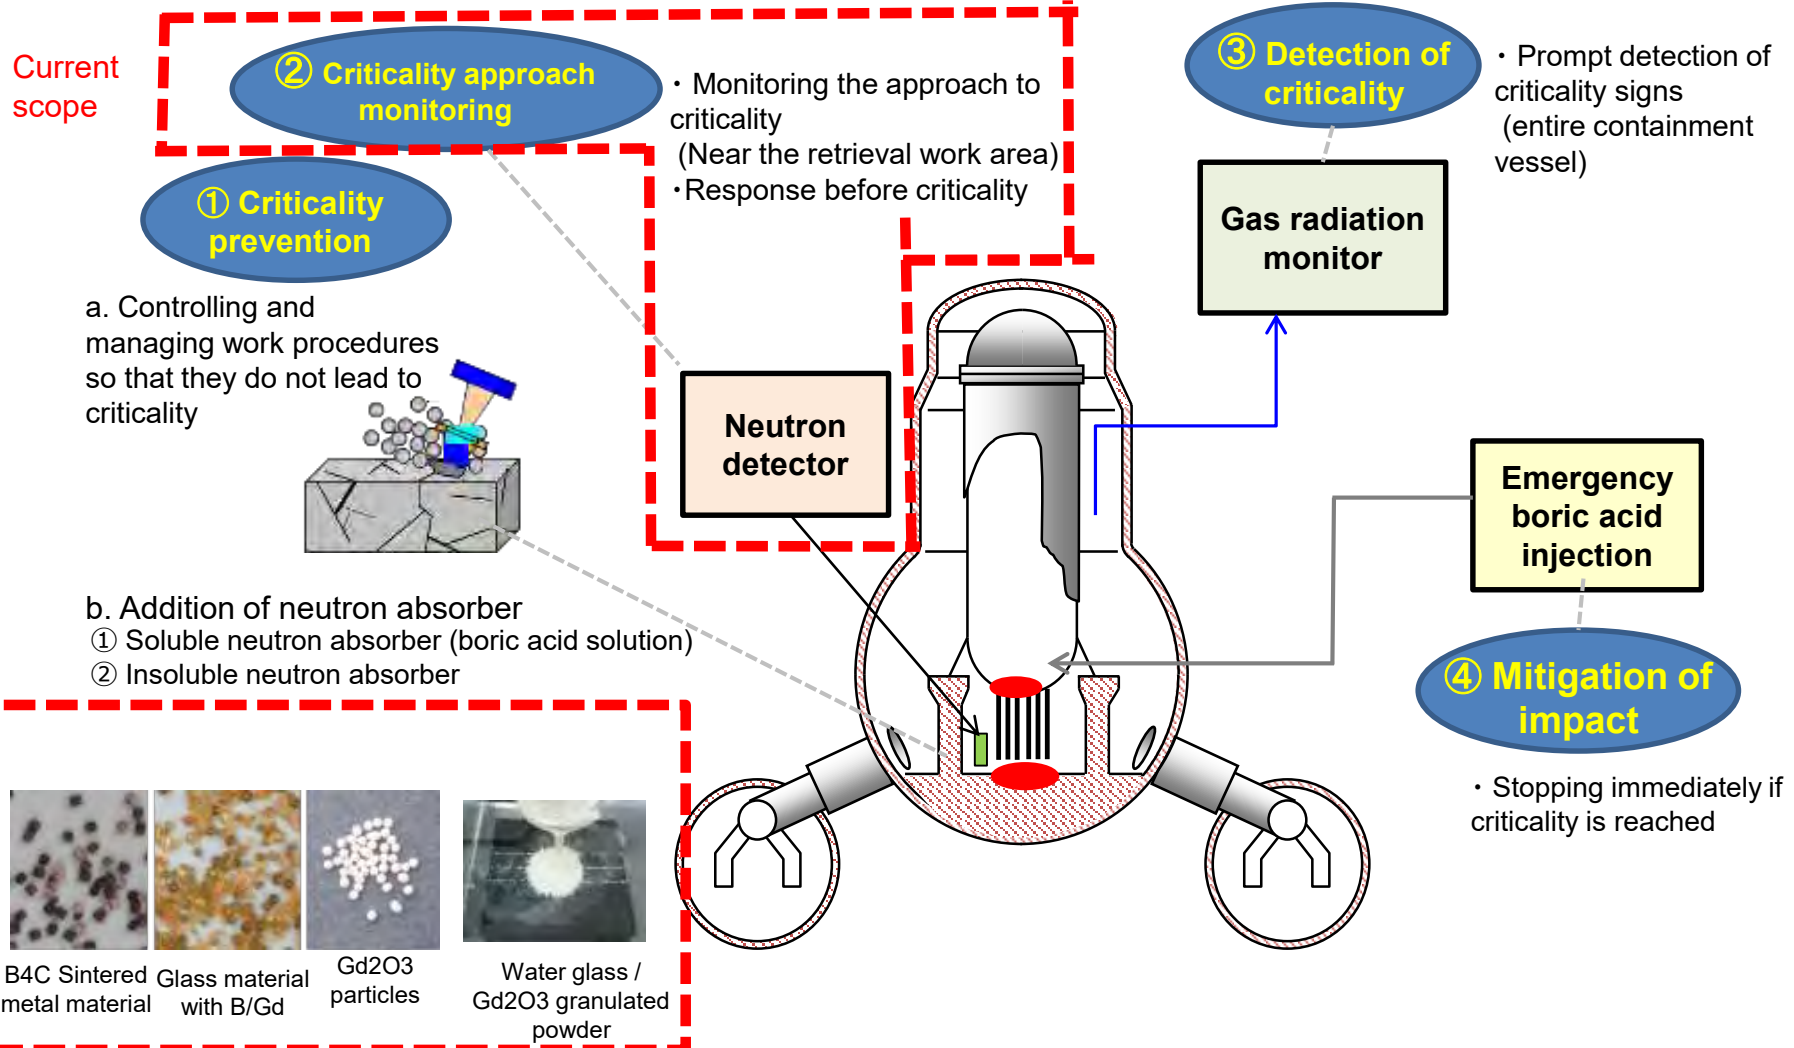 Current
scope
② Criticality approach
monitoring
・ Monitoring the approach to
criticality
(Near the retrieval work area)
・Response before criticality
③ Detection of
criticality
・ Prompt detection of
criticality signs
(entire containment
vessel)
① Criticality
prevention
a. Controlling and
managing work procedures
so that they do not lead to
criticality
Gas radiation
monitor
Neutron
detector
Emergency
boric acid
injection
b. Addition of neutron absorber
① Soluble neutron absorber (boric acid solution)
② Insoluble neutron absorber
④ Mitigation of
impact
・ Stopping immediately if
criticality is reached
B4C Sintered
metal material
Glass material
with B/Gd
Gd2O3
particles
Water glass /
Gd2O3 granulated
powder